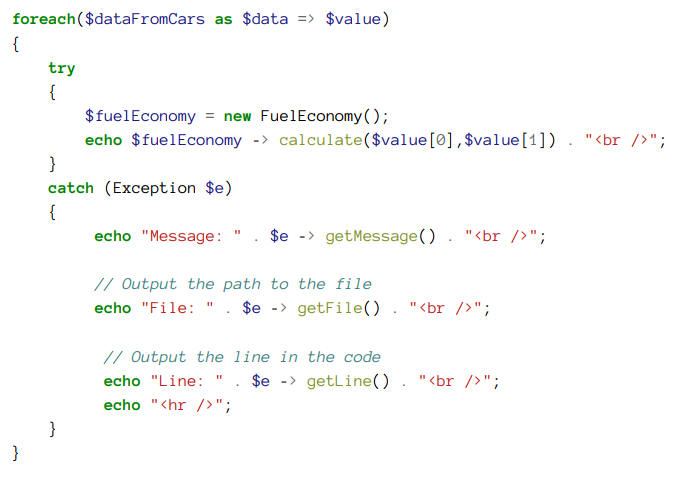 foreach($dataFromCars as $data => $value)
{
    try
    {
        $fuelEconomy = new FuelEconomy();
        echo $fuelEconomy -> calculate($value[0],$value[1]) . "<br />";
    }
    catch (Exception $e)
    {
         echo "Message: " . $e -> getMessage() . "<br />";

         // Output the path to the file
         echo "File: " . $e -> getFile() . "<br />";

          // Output the line in the code
          echo "Line: " . $e -> getLine() . "<br />";
          echo "<hr />";
    }
}